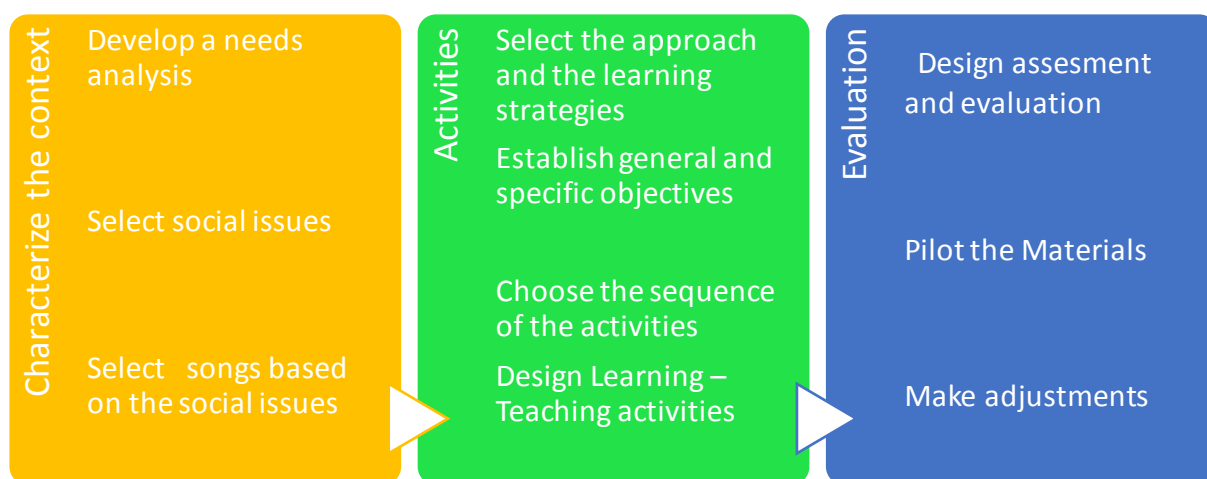 Characterize the context
Develop a needs
analysis
Select social issues
Select songs based
on the social issues
Activities
Select the approach
and the learning
strategies
Establish general and
specific objectives
Choose the sequence
of the activities
Design Learning –
Teaching activities
Evaluation
Design assesment
and evaluation
Pilot the Materials
Make adjustments